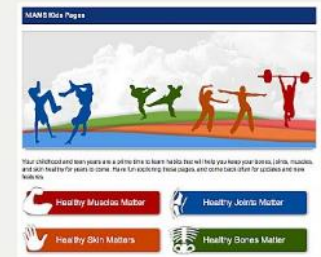 NIAMS Kids Pages
Your childhood and teen years are a prime time to learn habits that will help you keep your bones, joints, muscles,
and skin healthy for years to come. Have fun exploring these pages, and come back often for updates and new
features.
Healthy Muscles Matter
Healthy Joints Matter
Healthy Skin Matters
Healthy Bones Matter